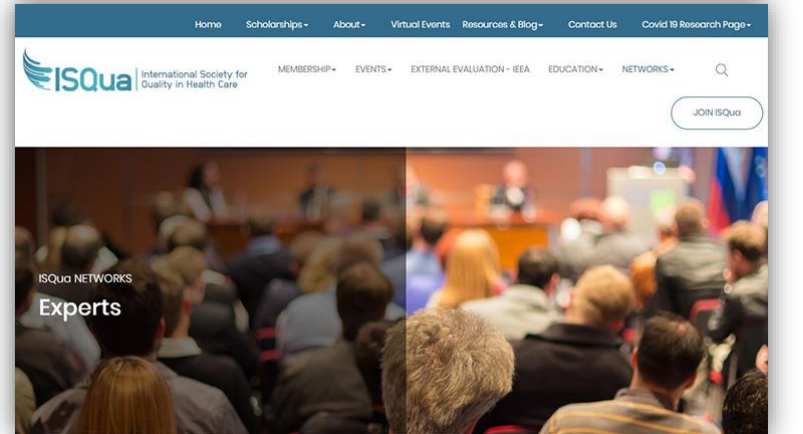 Home Scholarships About Virtual Events Resources & Blog Contact Us Covid 19 Research Page
ISQua International Society for
Quality in Health Care
MEMBERSHIP EVENTS EXTERNAL EVALUATION - IEEA EDUCATION NETWORKS
JOIN ISQua
ISQua NETWORKS
Experts